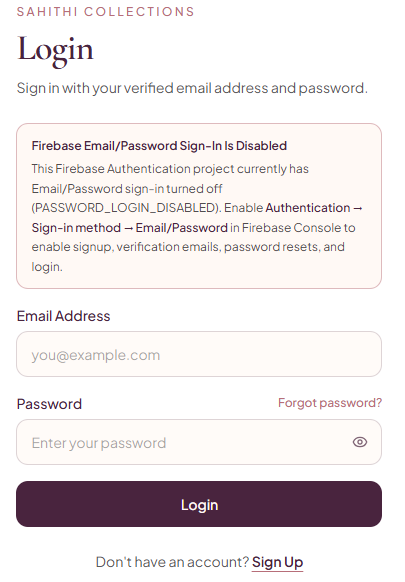 SAHITHI COLLECTIONS
Login
Sign in with your verified email address and password.
Firebase Email/Password Sign-In Is Disabled
This Firebase Authentication project currently has
Email/Password sign-in turned off
(PASSWORD_LOGIN_DISABLED). Enable Authentication →
Sign-in method → Email/Password in Firebase Console to
enable signup, verification emails, password resets, and
login.
Email Address
you@example.com
Password Forgot password?
Enter your password
Login
Don't have an account? Sign Up